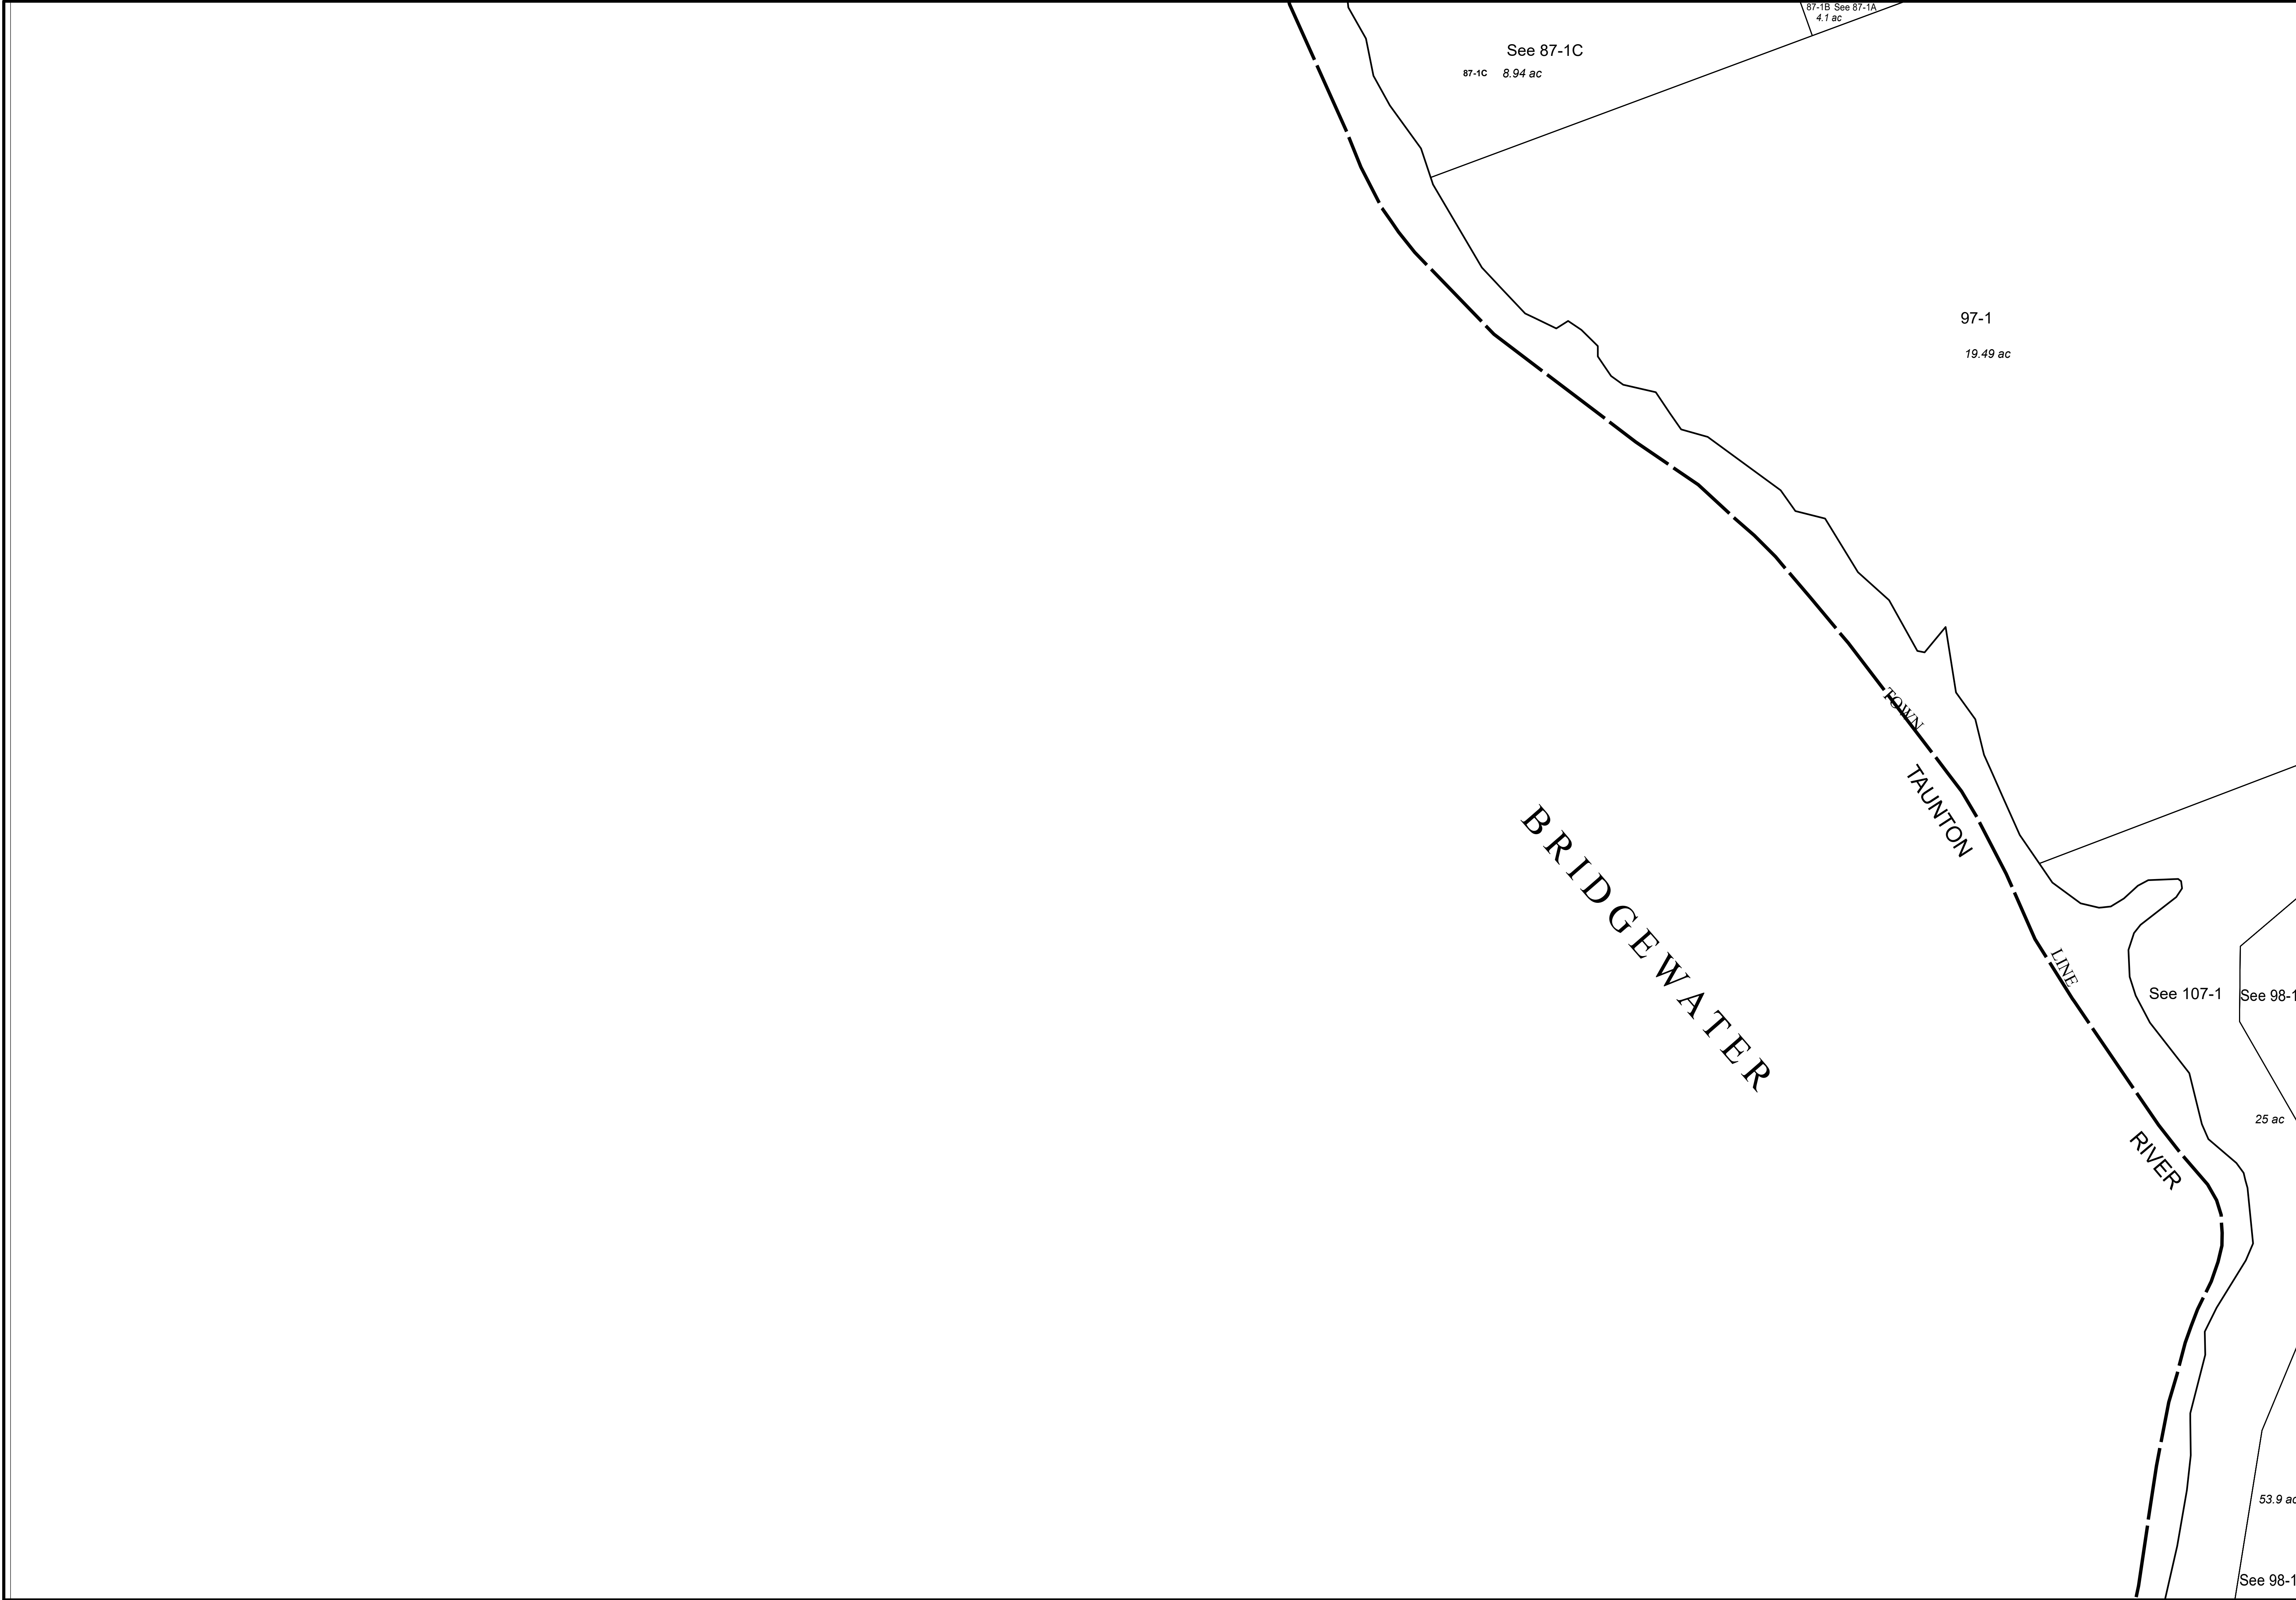 87-1B See 87-1A
4.1 ac
See 87-1C
87-1C 8.94 ac
97-1
19.49 ac
TOWN
TAUNTON
BRIDGEWATER
LINE
See 107-1
See 98-1
25 ac
RIVER
53.9 ac
See 98-1